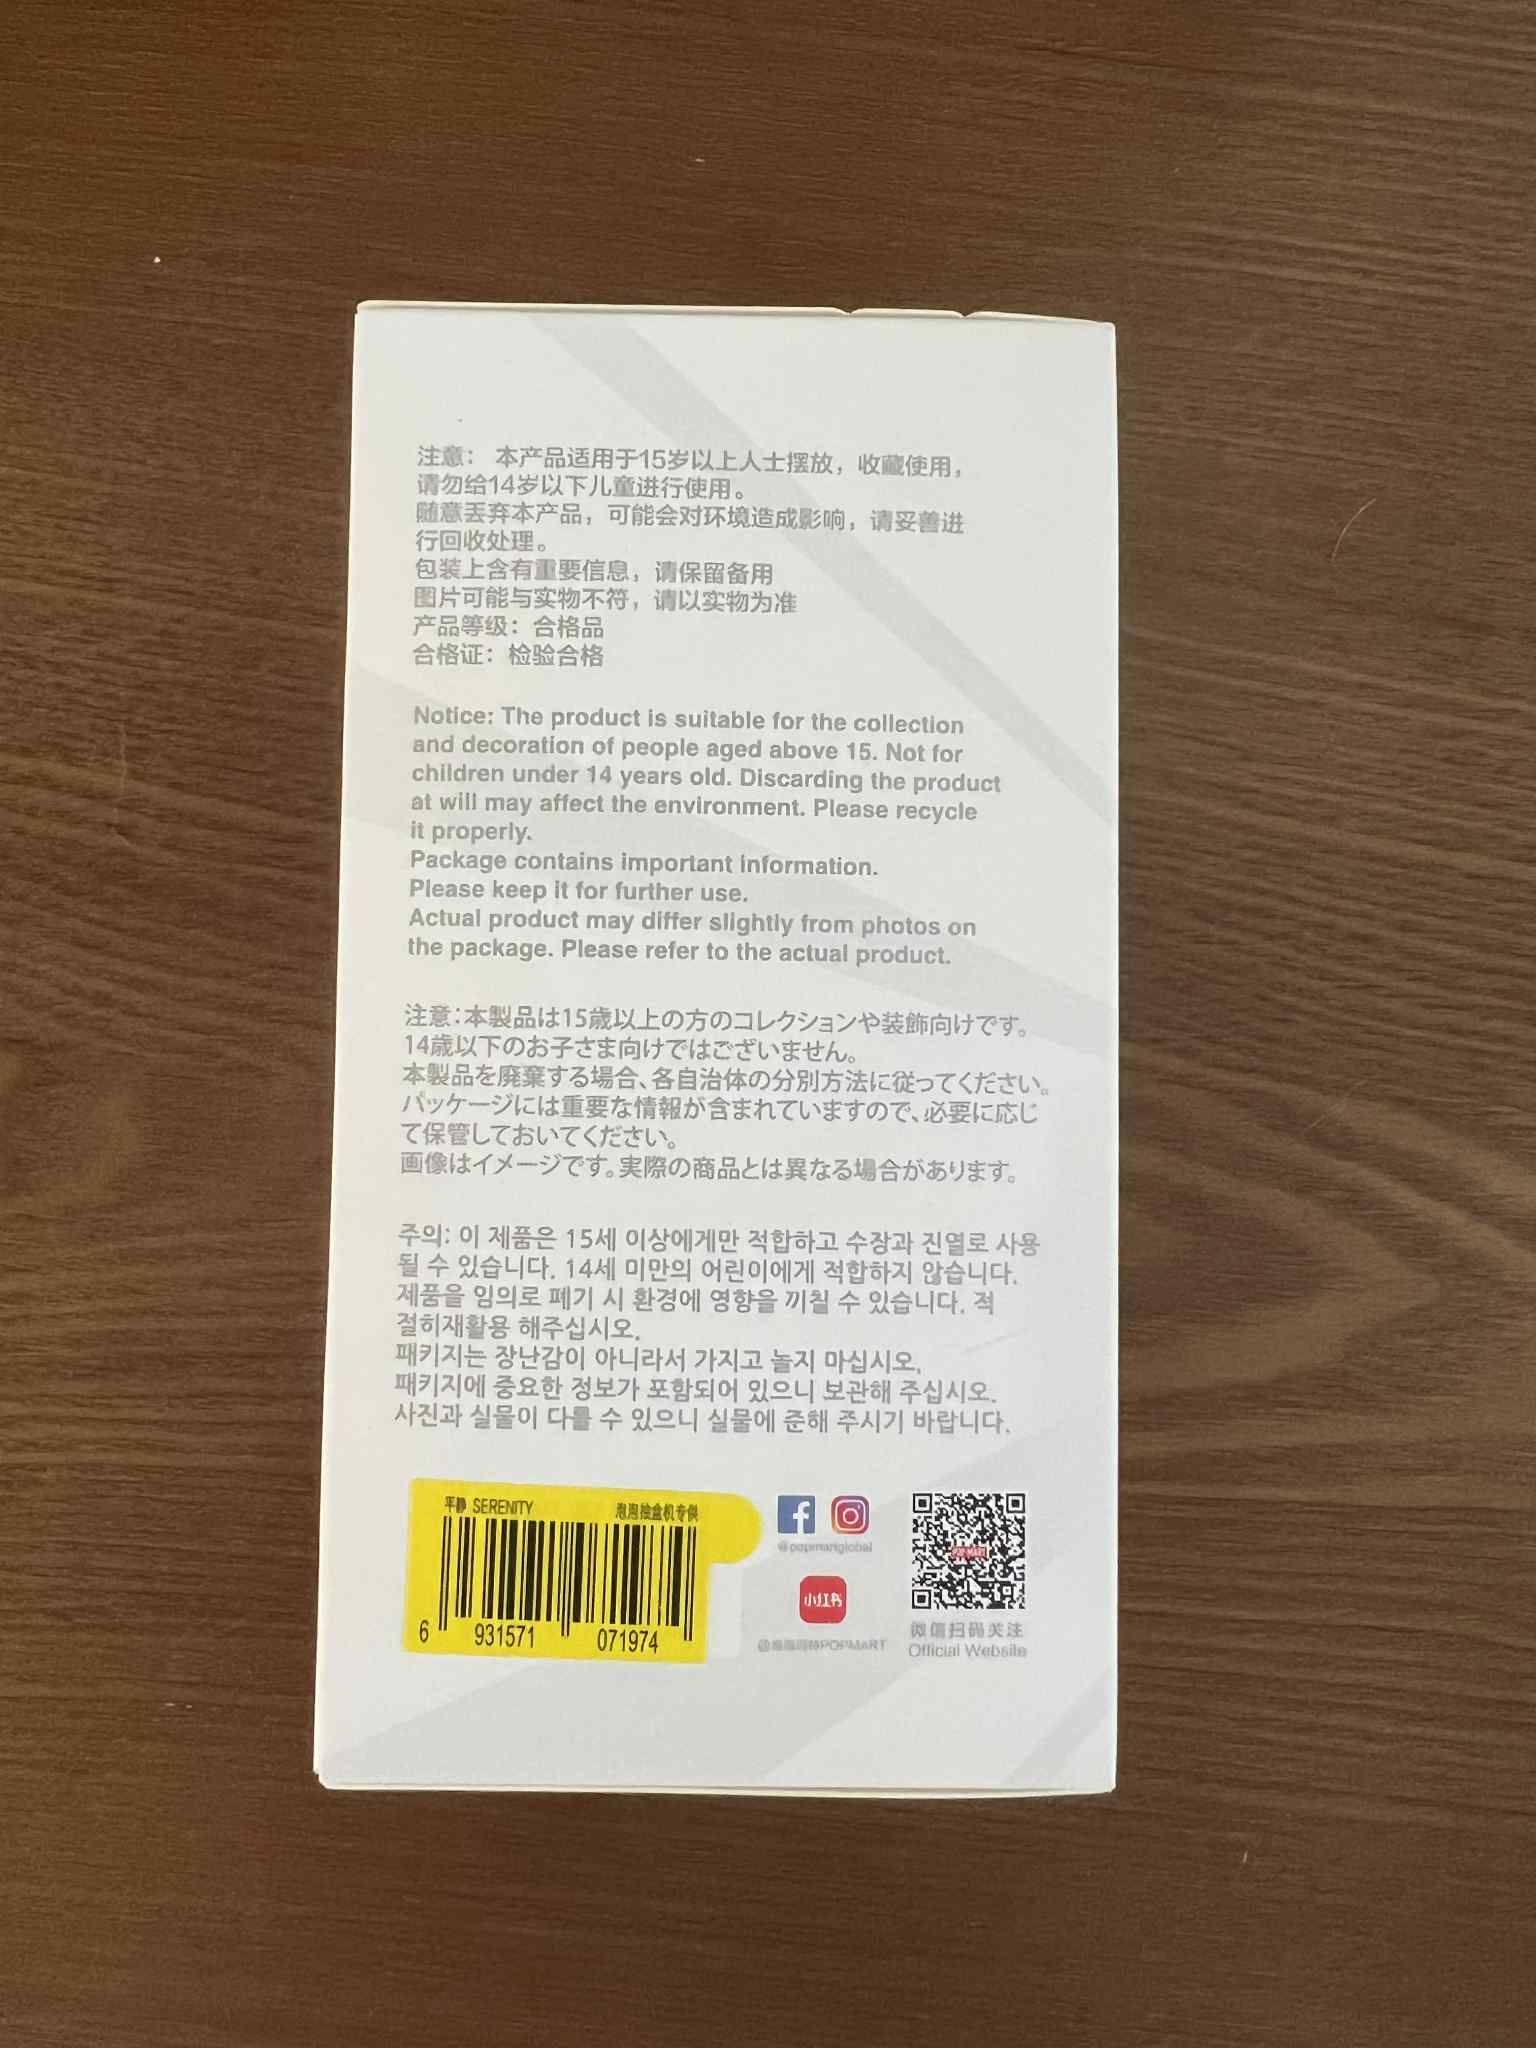 注意： 本产品适用于15岁以上人士摆放，收藏使用，
请勿给14岁以下儿童进行使用。
随意丢弃本产品，可能会对环境造成影响，请妥善进
行回收处理。
包装上含有重要信息，请保留备用
图片可能与实物不符，请以实物为准
产品等级：合格品
合格证：检验合格
Notice: The product is suitable for the collection
and decoration of people aged above 15. Not for
children under 14 years old. Discarding the product
at will may affect the environment. Please recycle
it properly.
Package contains important information.
Please keep it for further use.
Actual product may differ slightly from photos on
the package. Please refer to the actual product.
注意:本製品は15歳以上の方のコレクションや装飾向けです。
14歳以下のお子さま向けではございません。
本製品を廃棄する場合、各自治体の分別方法に従ってください。
パッケージには重要な情報が含まれていますので、必要に応じ
て保管しておいてください。
画像はイメージです。実際の商品とは異なる場合があります。
주의: 이 제품은 15세 이상에게만 적합하고 수장과 진열로 사용
될 수 있습니다. 14세 미만의 어린이에게 적합하지 않습니다.
제품을 임의로 폐기 시 환경에 영향을 끼칠 수 있습니다. 적
절히재활용 해주십시오.
패키지는 장난감이 아니라서 가지고 놀지 마십시오.
패키지에 중요한 정보가 포함되어 있으니 보관해 주십시오.
사진과 실물이 다를 수 있으니 실물에 준해 주시기 바랍니다.
平静 SERENITY 泡泡抽盒机专供
6 931571 071974
@popmartglobal
小红书
@泡泡玛特POPMART
POP MART
微信扫码关注
Official Website